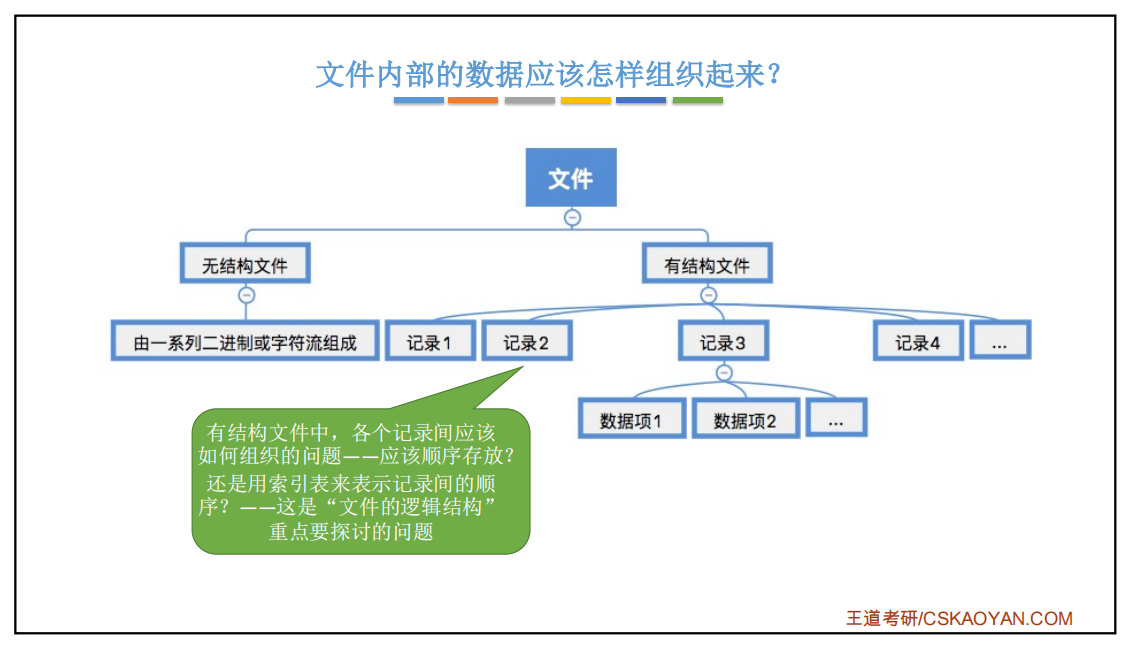 文件内部的数据应该怎样组织起来？
文件
无结构文件
有结构文件
由一系列二进制或字符流组成
记录1
记录2
记录3
记录4
...
数据项1
数据项2
...
有结构文件中，各个记录间应该
如何组织的问题——应该顺序存放？
还是用索引表来表示记录间的顺
序？——这是“文件的逻辑结构”
重点要探讨的问题
王道考研/CSKAOYAN.COM